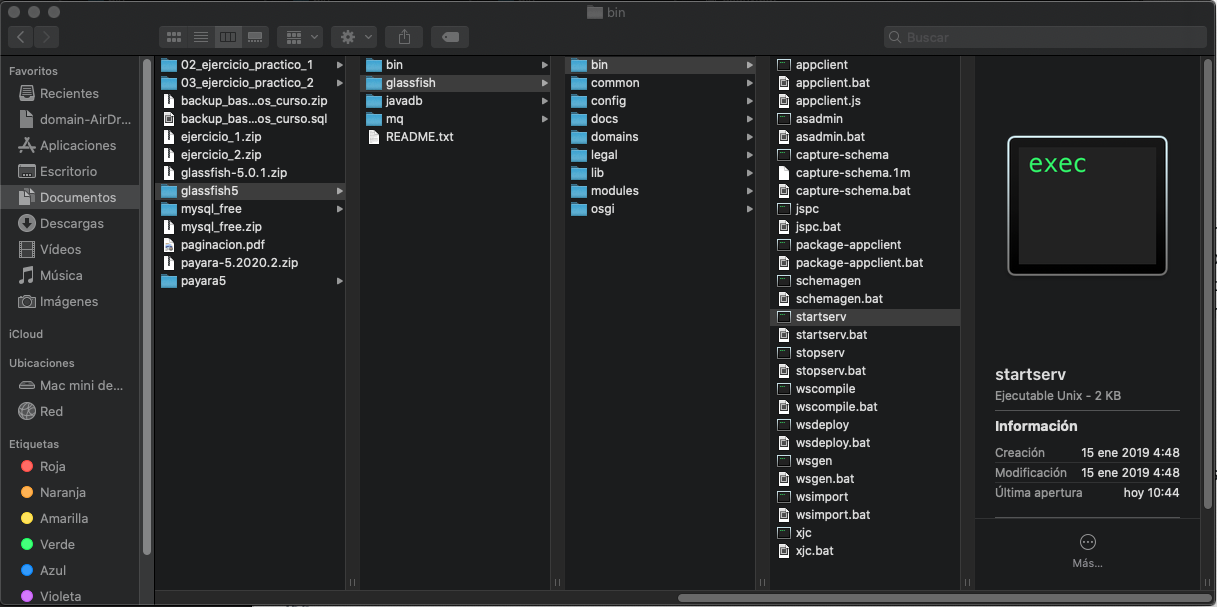 bin
Buscar
Favoritos
Recientes
domain-AirDr...
Aplicaciones
Escritorio
Documentos
Descargas
Vídeos
Música
Imágenes
iCloud
Ubicaciones
Mac mini de...
Red
Etiquetas
Roja
Naranja
Amarilla
Verde
Azul
Violeta
02_ejercicio_practico_1
03_ejercicio_practico_2
backup_bas...os_curso.zip
backup_bas...os_curso.sql
ejercicio_1.zip
ejercicio_2.zip
glassfish-5.0.1.zip
glassfish5
mysql_free
mysql_free.zip
paginacion.pdf
payara-5.2020.2.zip
payara5
bin
glassfish
javadb
mq
README.txt
bin
common
config
docs
domains
legal
lib
modules
osgi
appclient
appclient.bat
appclient.js
asadmin
asadmin.bat
capture-schema
capture-schema.1m
capture-schema.bat
jspc
jspc.bat
package-appclient
package-appclient.bat
schemagen
schemagen.bat
startserv
startserv.bat
stopserv
stopserv.bat
wscompile
wscompile.bat
wsdeploy
wsdeploy.bat
wsgen
wsgen.bat
wsimport
wsimport.bat
xjc
xjc.bat
exec
startserv
Ejecutable Unix - 2 KB
Información
Creación 15 ene 2019 4:48
Modificación 15 ene 2019 4:48
Última apertura hoy 10:44
Más...